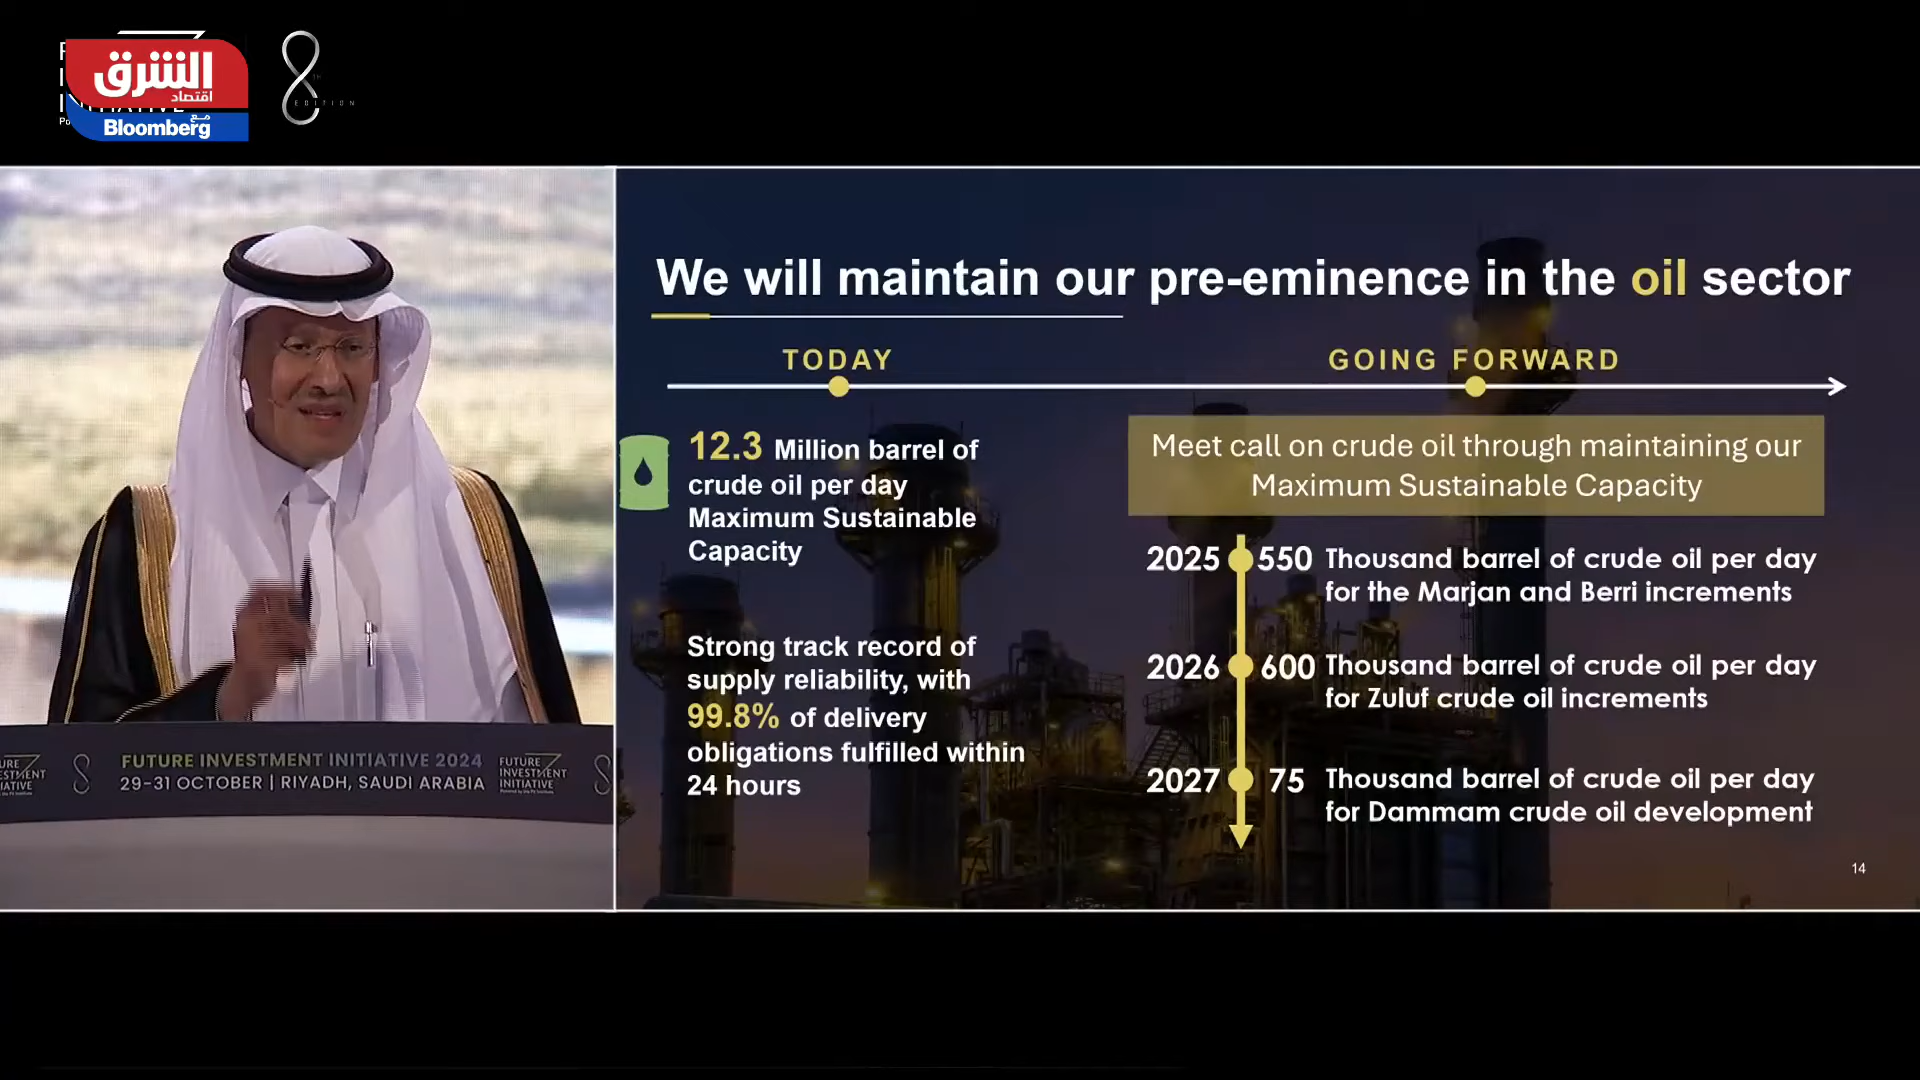 الشرق
اقتصاد
مع
Bloomberg
EDITION
We will maintain our pre-eminence in the oil sector
TODAY
12.3 Million barrel of
crude oil per day
Maximum Sustainable
Capacity
Strong track record of
supply reliability, with
99.8% of delivery
obligations fulfilled within
24 hours
GOING FORWARD
Meet call on crude oil through maintaining our
Maximum Sustainable Capacity
2025 550 Thousand barrel of crude oil per day
for the Marjan and Berri increments
2026 600 Thousand barrel of crude oil per day
for Zuluf crude oil increments
2027 75 Thousand barrel of crude oil per day
for Dammam crude oil development
14
FUTURE INVESTMENT INITIATIVE 2024
29-31 OCTOBER | RIYADH, SAUDI ARABIA
FUTURE
INVESTMENT
INITIATIVE